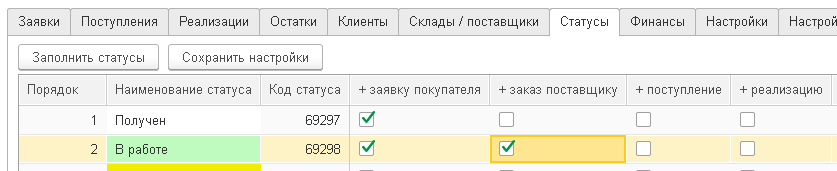 Заявки Поступления Реализации Остатки Клиенты Склады / поставщики Статусы Финансы Настройки Настрой
Заполнить статусы Сохранить настройки
Порядок Наименование статуса Код статуса + заявку покупателя + заказ поставщику + поступление + реализацию
1 Получен 69297
2 В работе 69298